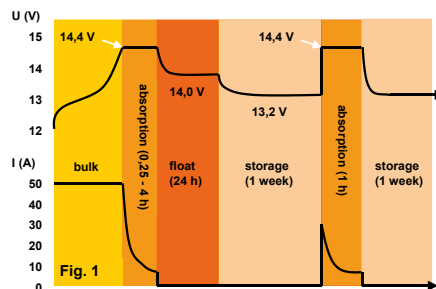 U (V)
15
14,4 V
14,4 V
14
14,0 V
13
13,2 V
12
absorption (0,25 - 4 h)
absorption (1 h)
I (A)
bulk
float
(24 h)
storage
(1 week)
storage
(1 week)
50
40
30
20
10
0
Fig. 1